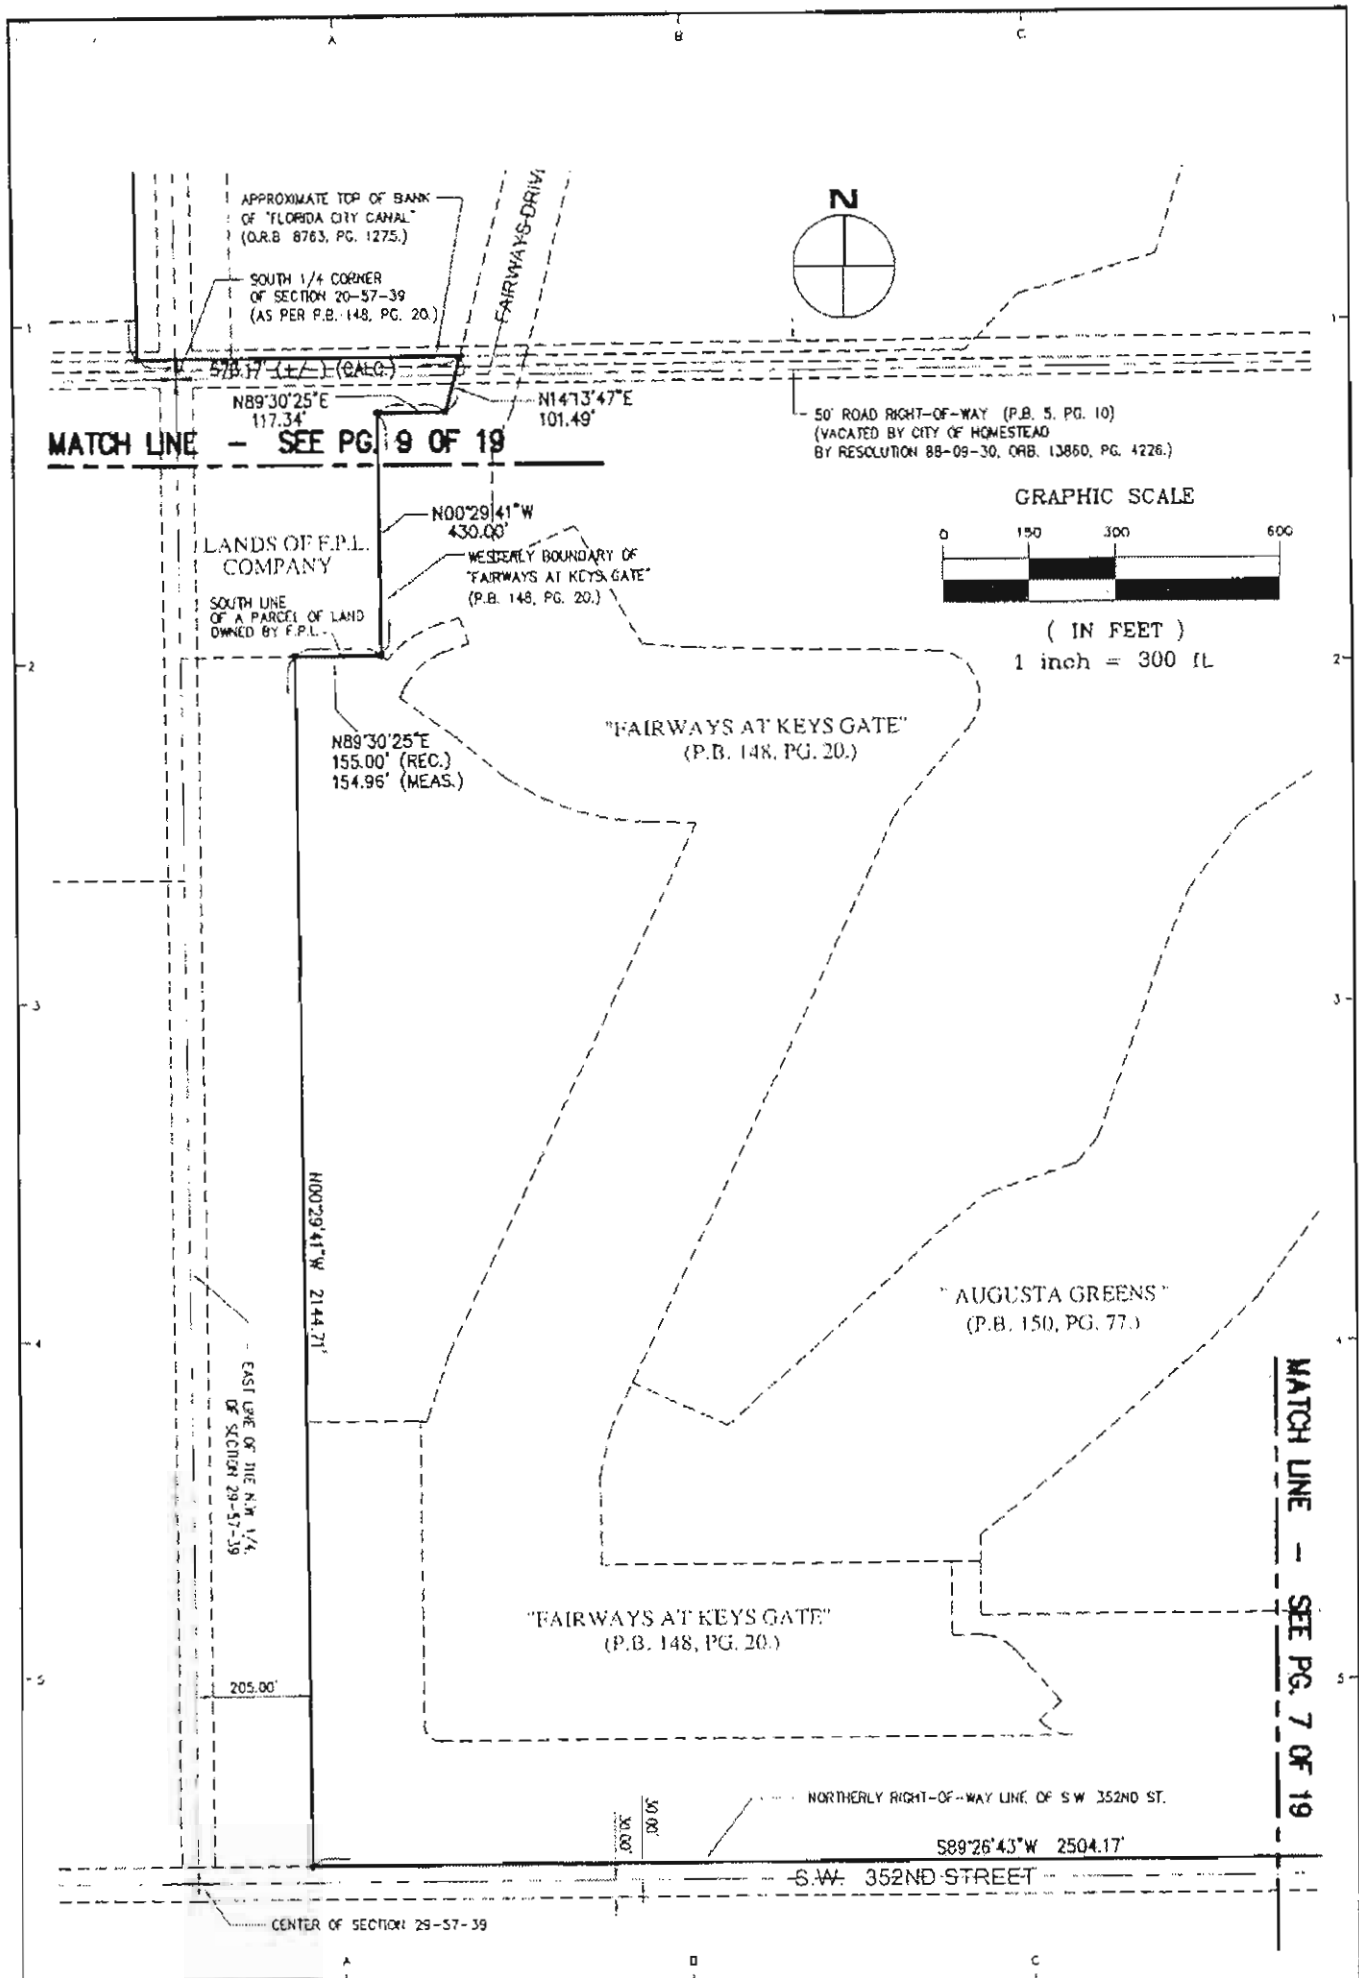 A
B
C
APPROXIMATE TOP OF BANK
OF "FLORIDA CITY CANAL"
(O.R.B 8763, PG. 1275.)
FAIRWAYS DRIVE
N
SOUTH 1/4 CORNER
OF SECTION 20-57-39
(AS PER P.B. 148, PG. 20.)
1
1
570.17' (+/-) (CALC.)
N89°30'25"E
117.34'
N14°13'47"E
101.49'
50' ROAD RIGHT-OF-WAY (P.B. 5, PG. 10)
(VACATED BY CITY OF HOMESTEAD
BY RESOLUTION 88-09-30, ORB. 13860, PG. 4226.)
MATCH LINE - SEE PG. 9 OF 19
GRAPHIC SCALE
0 150 300 600
( IN FEET )
1 inch = 300 ft.
N00°29'41"W
430.00'
LANDS OF F.P.L.
COMPANY
WESTERLY BOUNDARY OF
"FAIRWAYS AT KEYS GATE"
(P.B. 148, PG. 20.)
SOUTH LINE
OF A PARCEL OF LAND
OWNED BY F.P.L.
2
2
N89°30'25"E
155.00' (REC.)
154.96' (MEAS.)
"FAIRWAYS AT KEYS GATE"
(P.B. 148, PG. 20.)
3
3
N00°29'41"W 2144.71'
"AUGUSTA GREENS"
(P.B. 150, PG. 77.)
4
4
EAST LINE OF THE N.W. 1/4.
OF SECTION 29-57-39
MATCH LINE - SEE PG. 7 OF 19
"FAIRWAYS AT KEYS GATE"
(P.B. 148, PG. 20.)
5
5
205.00'
30.00'
30.00'
NORTHERLY RIGHT-OF-WAY LINE OF S W 352ND ST.
S89°26'43"W 2504.17'
S.W. 352ND STREET
CENTER OF SECTION 29-57-39
A
B
C